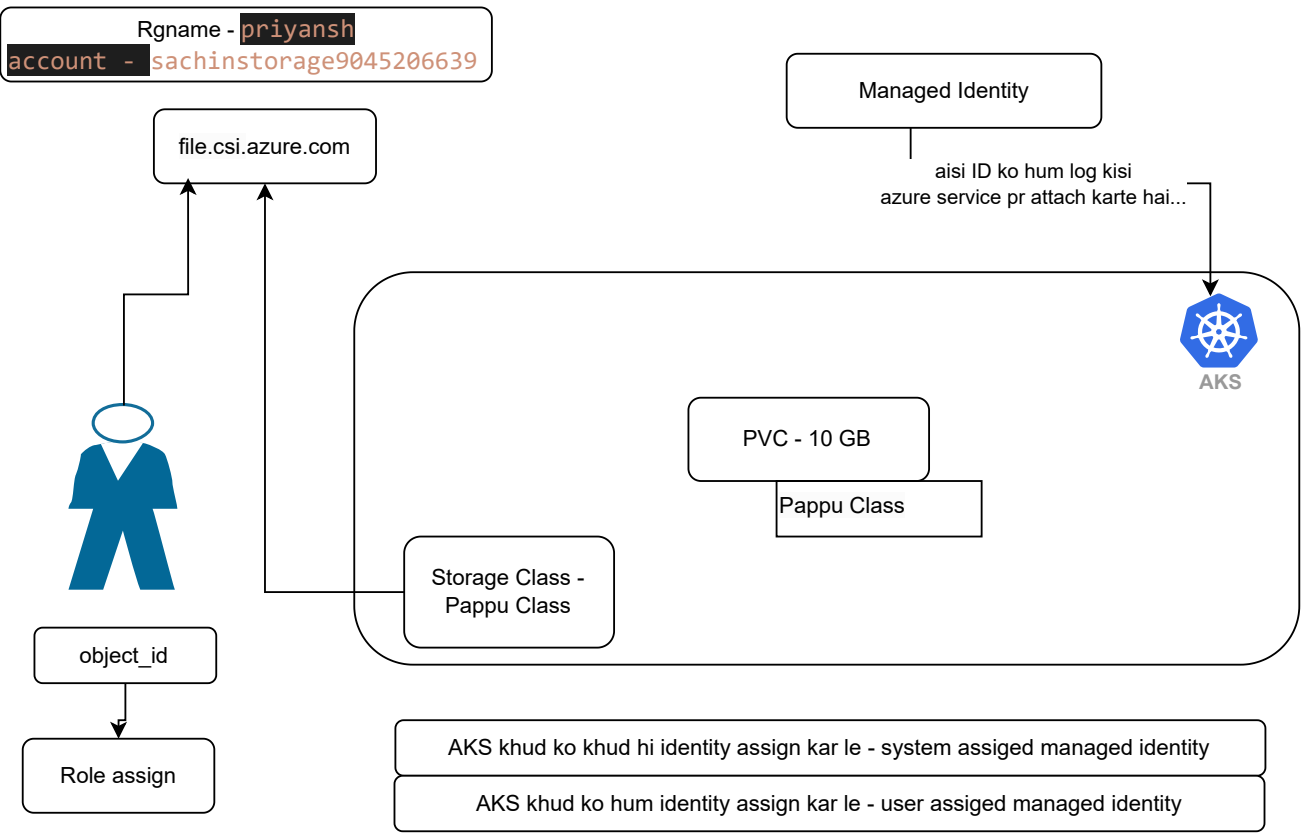 Rgname - priyansh
account - sachinstorage9045206639
file.csi.azure.com
Managed Identity
aisi ID ko hum log kisi
azure service pr attach karte hai...
AKS
PVC - 10 GB
Pappu Class
Storage Class -
Pappu Class
object_id
Role assign
AKS khud ko khud hi identity assign kar le - system assiged managed identity
AKS khud ko hum identity assign kar le - user assiged managed identity